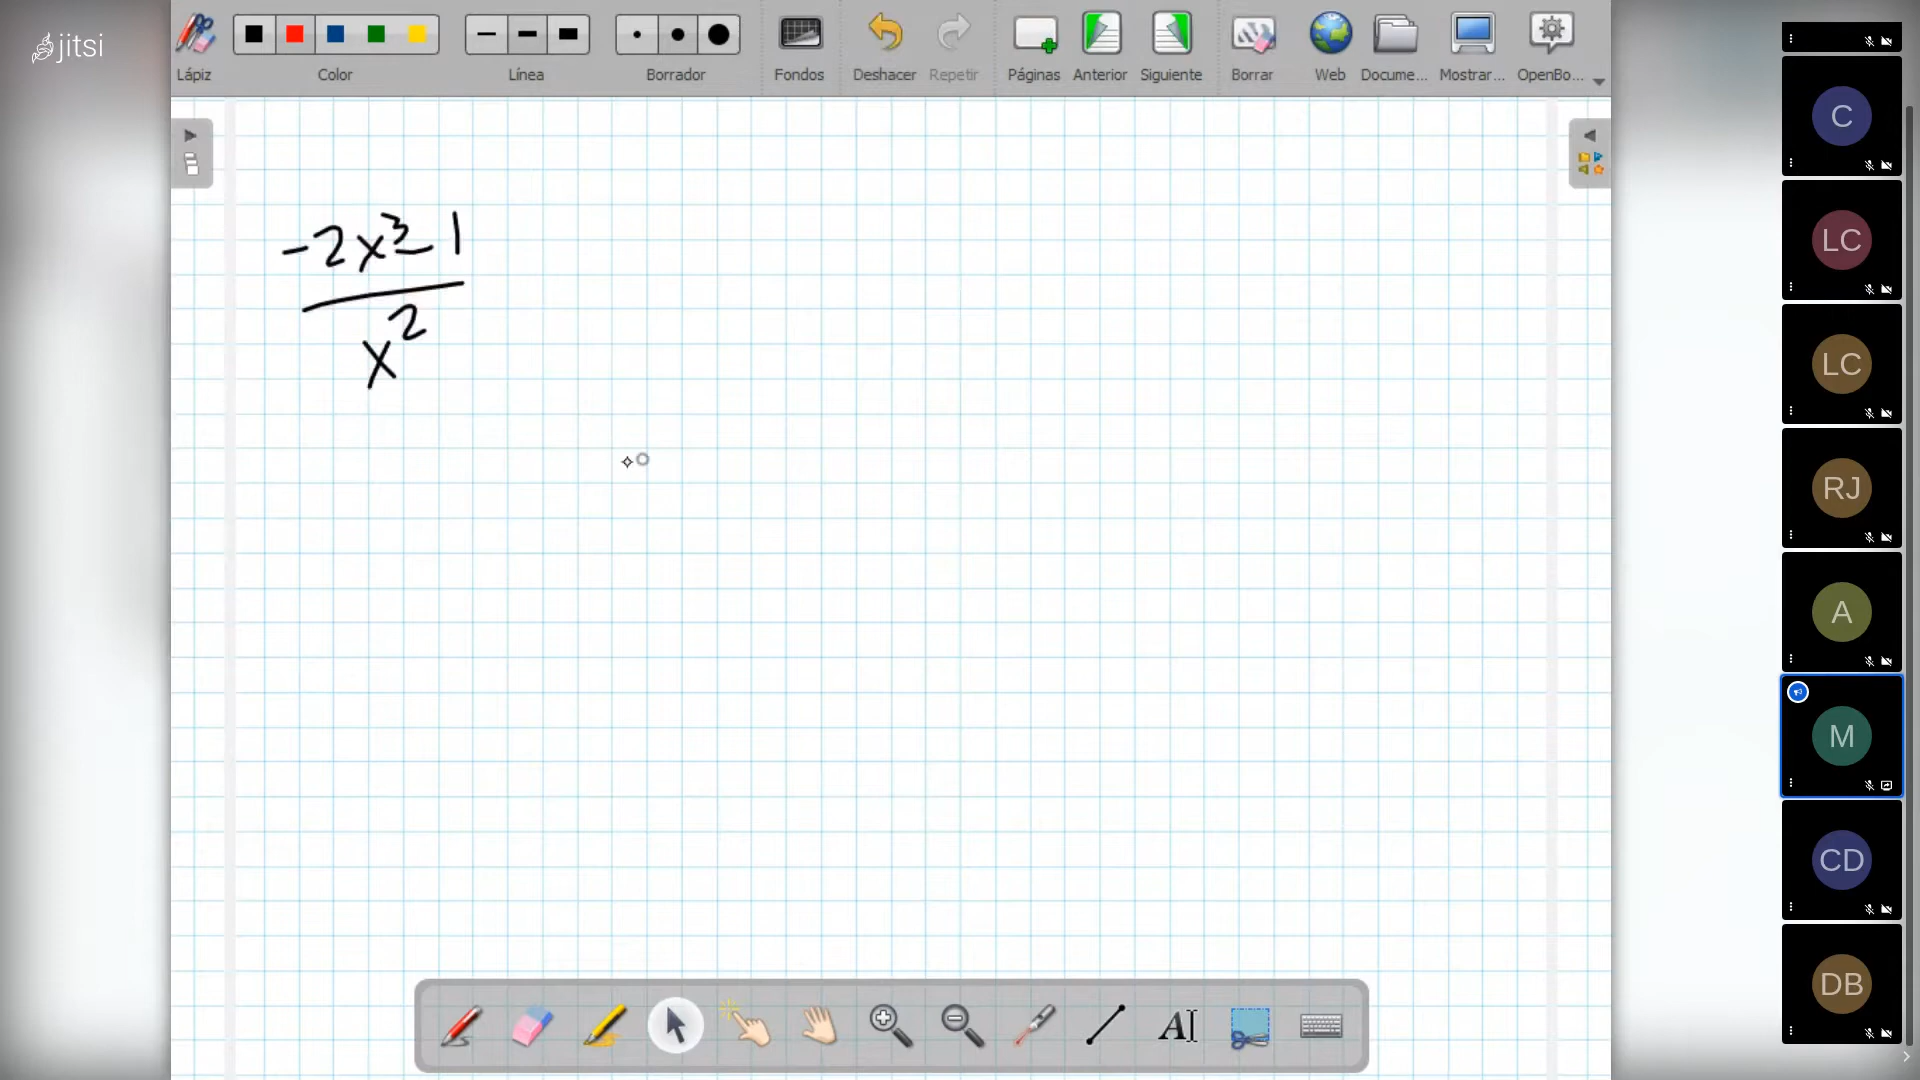 jitsi
Lápiz Color Línea Borrador Fondos Deshacer Repetir Páginas Anterior Siguiente Borrar Web Docume... Mostrar... OpenBo...
-2x³-1
x²
AI
C
LC
LC
RJ
A
M
CD
DB